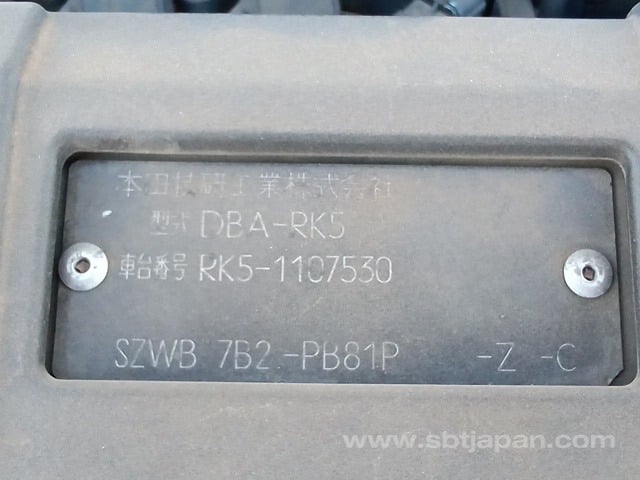 本田技研工業株式会社
型式 DBA-RK5
車台番号 RK5-1107530
SZWB 7B2-PB81P -Z -C
www.sbtjapan.com